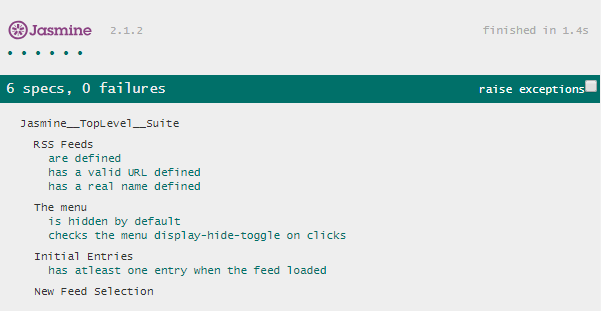 Jasmine 2.1.2 finished in 1.4s
6 specs, 0 failures raise exceptions
Jasmine__TopLevel__Suite
RSS Feeds
are defined
has a valid URL defined
has a real name defined
The menu
is hidden by default
checks the menu display-hide-toggle on clicks
Initial Entries
has atleast one entry when the feed loaded
New Feed Selection